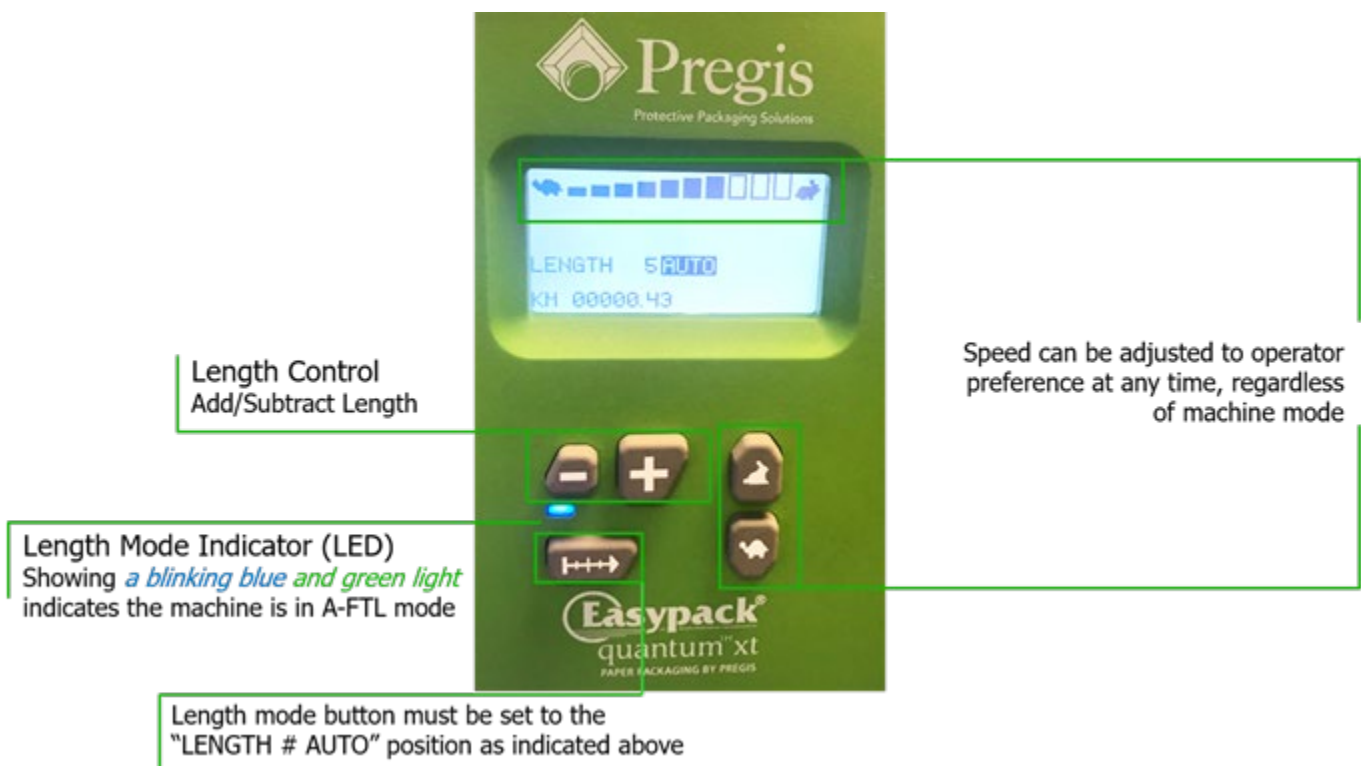 Pregis
Protective Packaging Solutions
LENGTH 5 AUTO
KM 00000.43
Length Control
Add/Subtract Length
Speed can be adjusted to operator
preference at any time, regardless
of machine mode
Length Mode Indicator (LED)
Showing a blinking blue and green light
indicates the machine is in A-FTL mode
Easypack®
quantum™xt
PAPER PACKAGING BY PREGIS
Length mode button must be set to the
“LENGTH # AUTO” position as indicated above